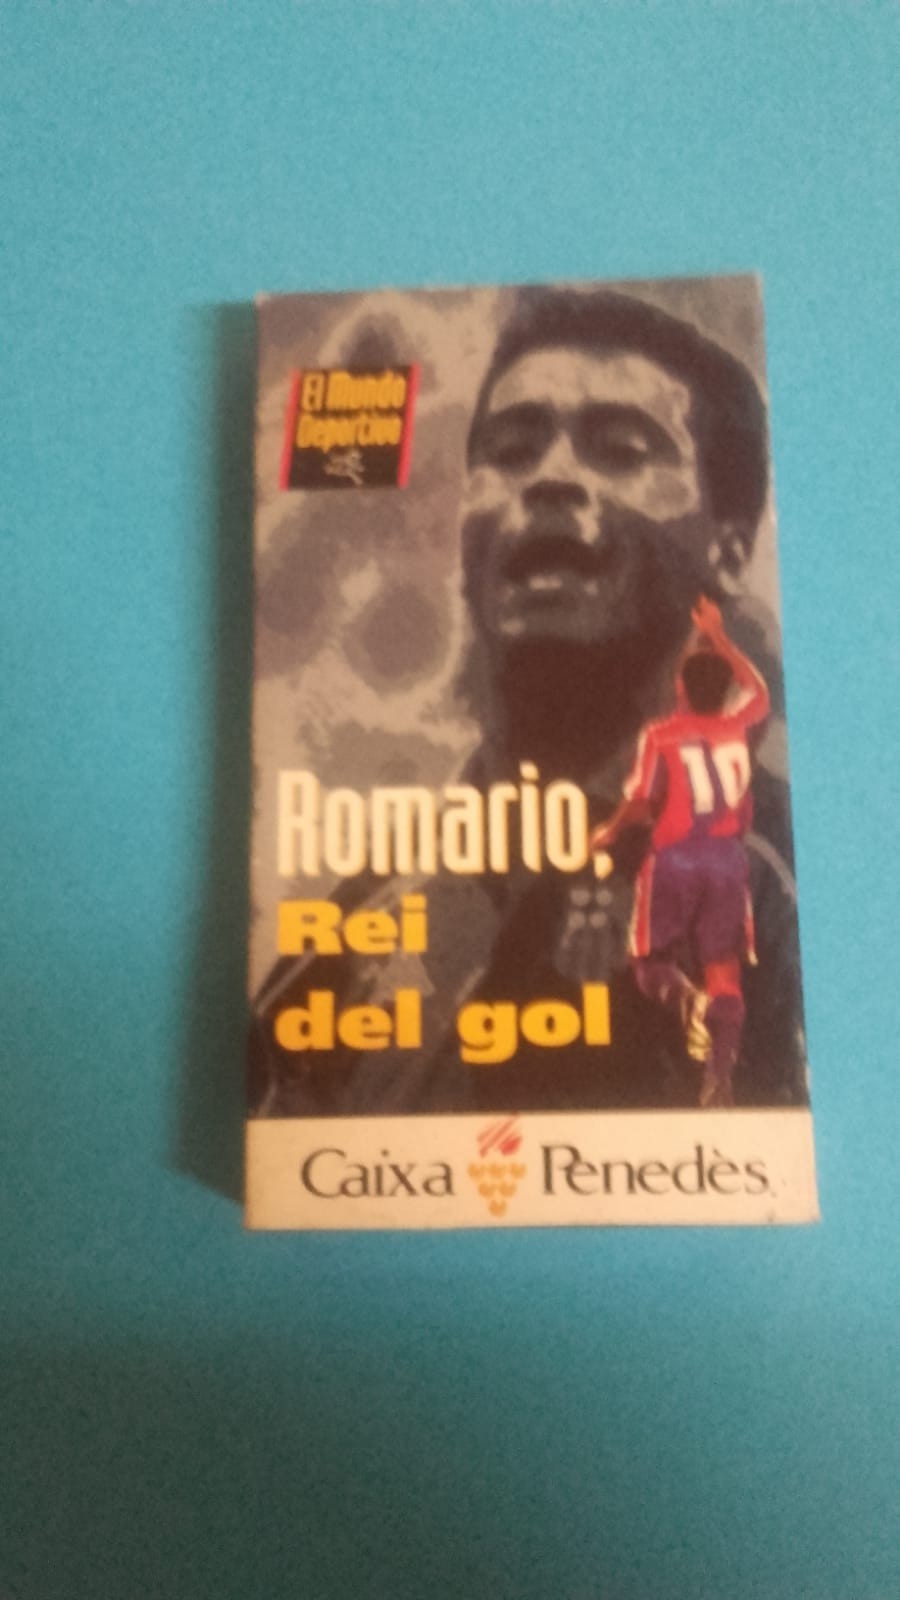 El Mundo
Deportivo
10
Romario,
Rei
del gol
Caixa Penedès